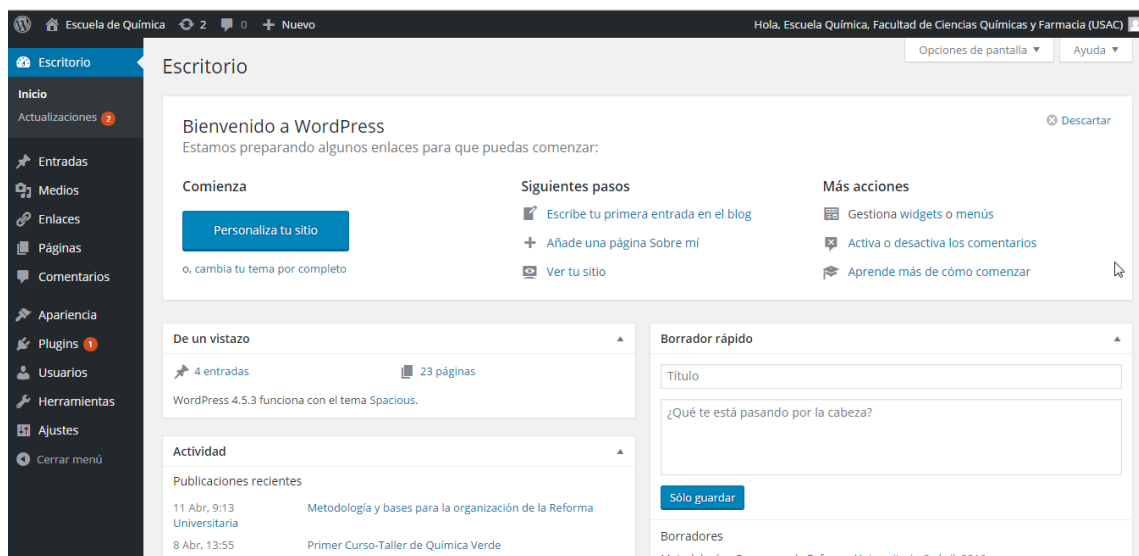 Escuela de Química 2 0 + Nuevo Hola, Escuela Química, Facultad de Ciencias Químicas y Farmacia (USAC)
Opciones de pantalla ▼ Ayuda ▼
Escritorio
Inicio
Actualizaciones 2
Entradas
Medios
Enlaces
Páginas
Comentarios
Apariencia
Plugins 1
Usuarios
Herramientas
Ajustes
Cerrar menú
Escritorio
Bienvenido a WordPress
Descartar
Estamos preparando algunos enlaces para que puedas comenzar:
Comienza
Personaliza tu sitio
o, cambia tu tema por completo
Siguientes pasos
Escribe tu primera entrada en el blog
Añade una página Sobre mí
Ver tu sitio
Más acciones
Gestiona widgets o menús
Activa o desactiva los comentarios
Aprende más de cómo comenzar
De un vistazo
4 entradas 23 páginas
WordPress 4.5.3 funciona con el tema Spacious.
Actividad
Publicaciones recientes
11 Abr, 9:13 Metodología y bases para la organización de la Reforma
Universitaria
8 Abr, 13:55 Primer Curso-Taller de Química Verde
Borrador rápido
Título
¿Qué te está pasando por la cabeza?
Sólo guardar
Borradores